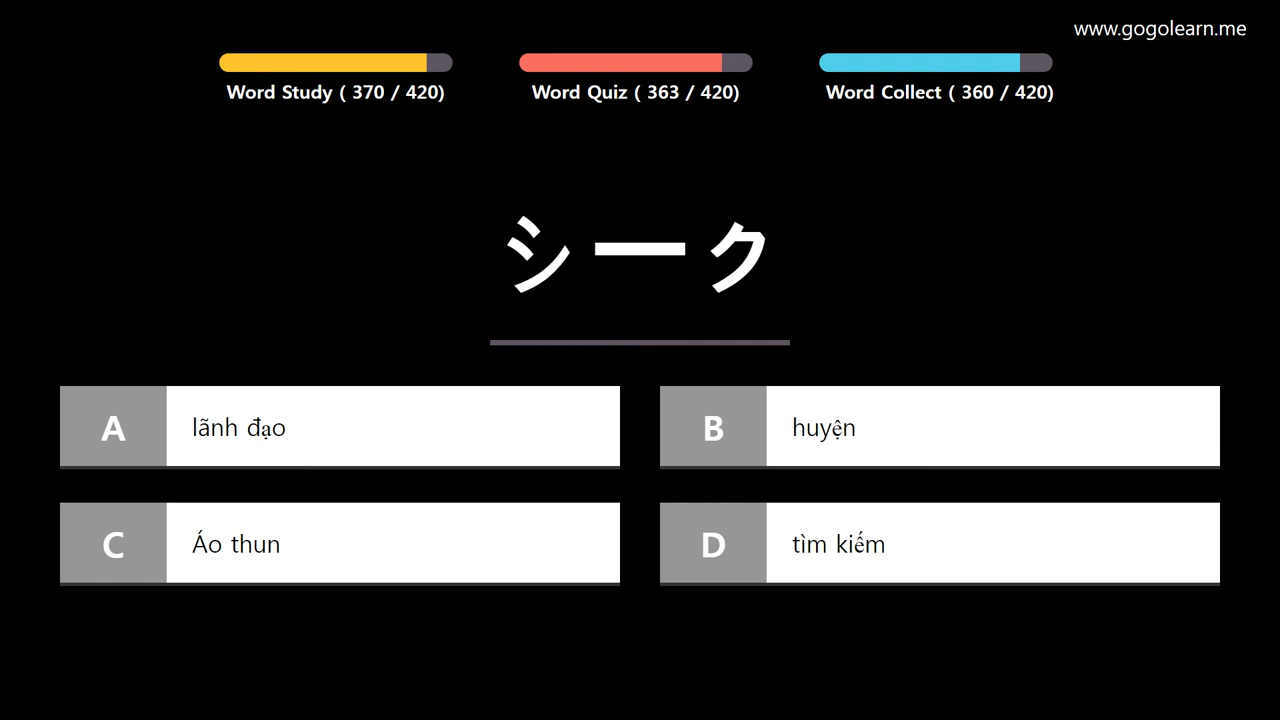 www.gogolearn.me
Word Study ( 370 / 420)
Word Quiz ( 363 / 420)
Word Collect ( 360 / 420)
シーク
A lãnh đạo
B huyện
C Áo thun
D tìm kiếm